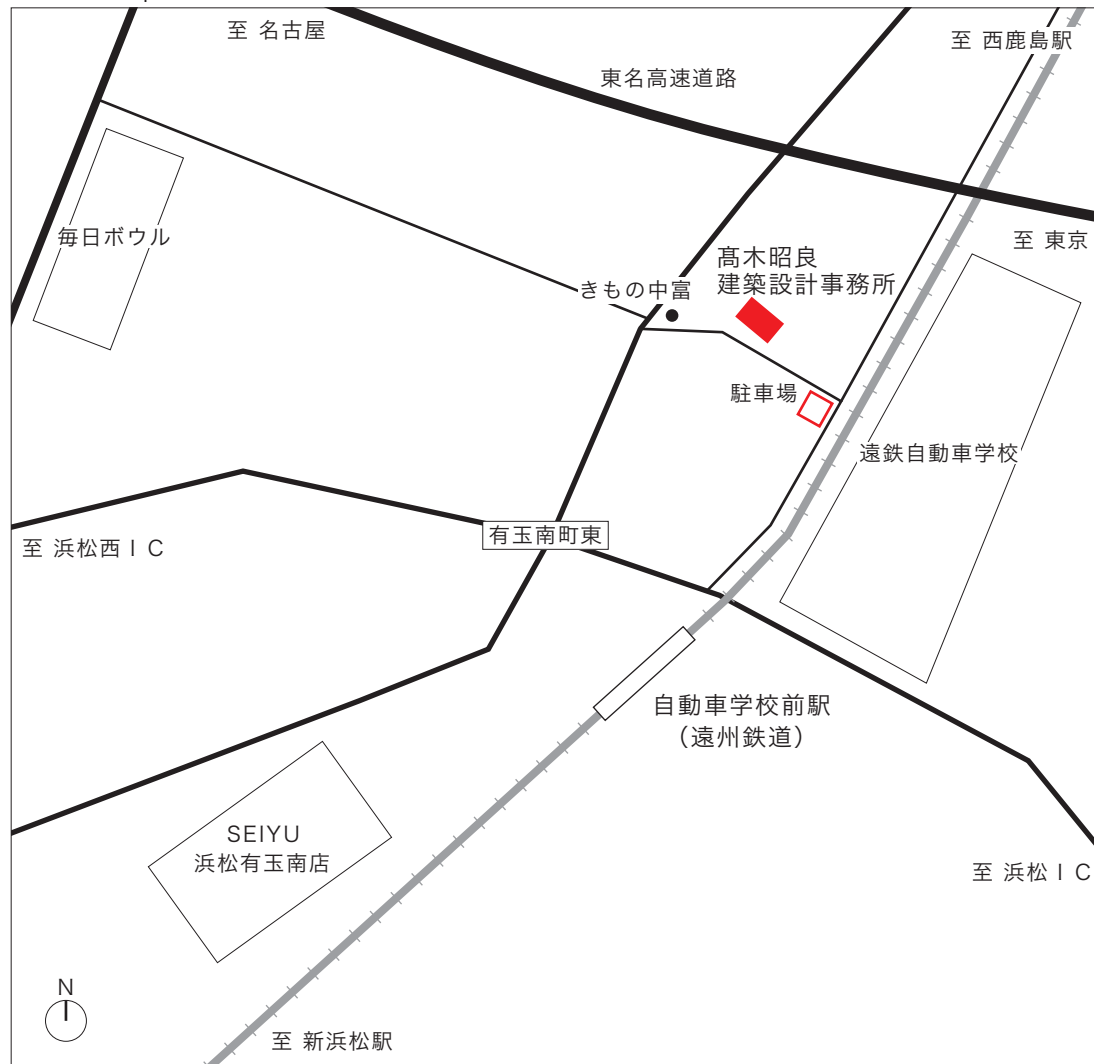 至 名古屋
至 西鹿島駅
東名高速道路
毎日ボウル
至 東京
髙木昭良
建築設計事務所
きもの中富
駐車場
遠鉄自動車学校
有玉南町東
至 浜松西ＩＣ
自動車学校前駅
（遠州鉄道）
SEIYU
浜松有玉南店
至 浜松ＩＣ
N
至 新浜松駅